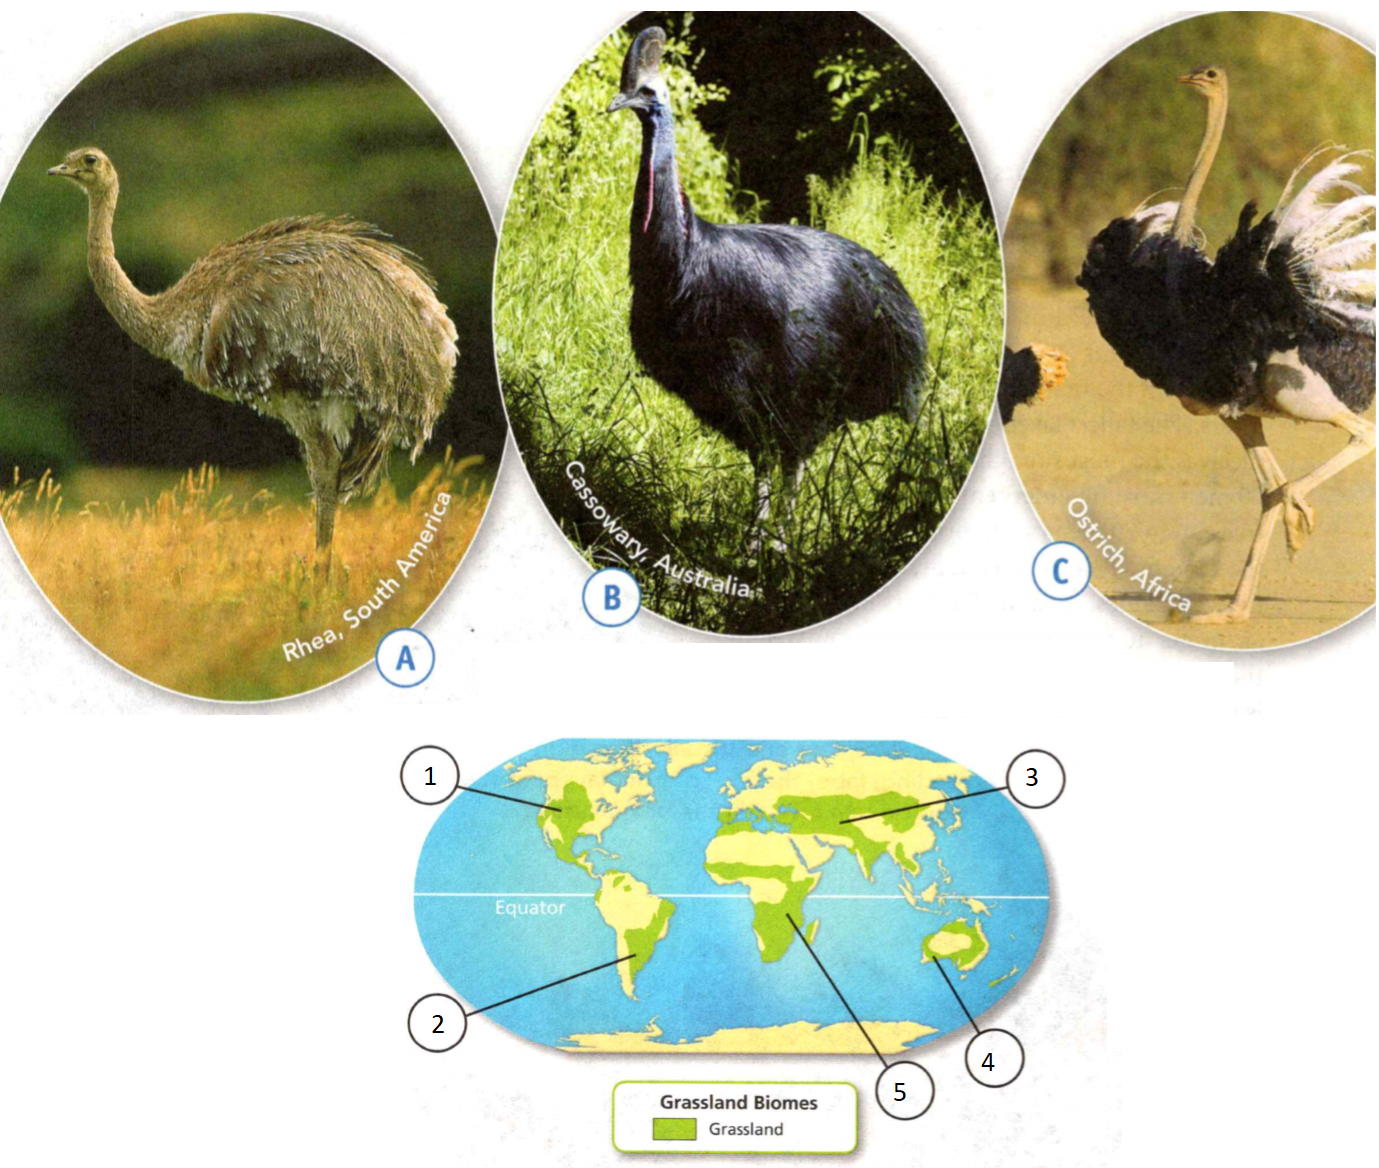 Rhea, South America
A
Cassowary, Australia
B
Ostrich, Africa
C
1
3
Equator
2
4
5
Grassland Biomes
Grassland